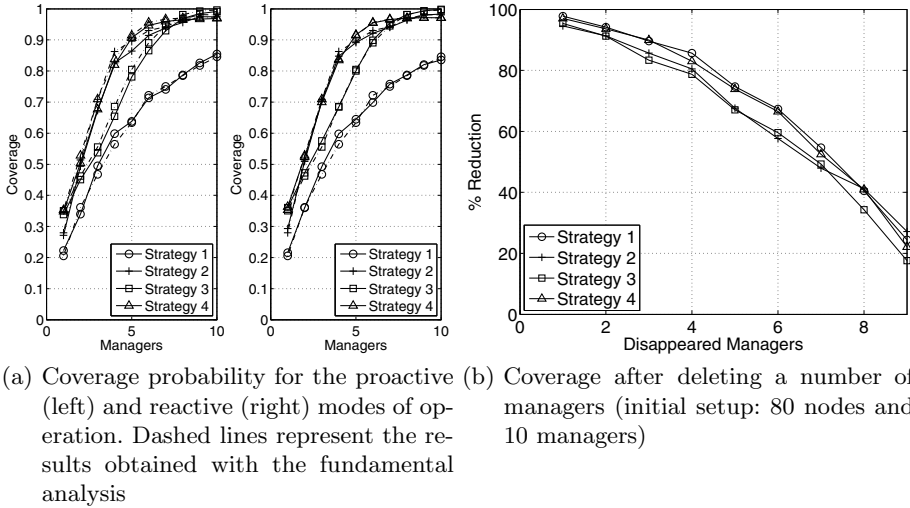 1
0.9
0.8
0.7
0.6
0.5
0.4
0.3
0.2
0.1
0
Coverage
0 5 10
Managers
Strategy 1
Strategy 2
Strategy 3
Strategy 4
1
0.9
0.8
0.7
0.6
0.5
0.4
0.3
0.2
0.1
0
Coverage
0 5 10
Managers
Strategy 1
Strategy 2
Strategy 3
Strategy 4
100
80
60
40
20
0
% Reduction
0 2 4 6 8
Disappeared Managers
Strategy 1
Strategy 2
Strategy 3
Strategy 4
(a) Coverage probability for the proactive
(left) and reactive (right) modes of op-
eration. Dashed lines represent the re-
sults obtained with the fundamental
analysis
(b) Coverage after deleting a number of
managers (initial setup: 80 nodes and
10 managers)